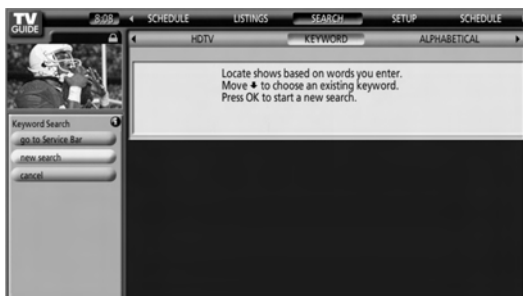 TV
GUIDE
8:08
SCHEDULE LISTINGS SEARCH SETUP SCHEDULE
HDTV KEYWORD ALPHABETICAL
Locate shows based on words you enter.
Move to choose an existing keyword.
Press OK to start a new search.
Keyword Search
go to Service Bar
new search
cancel